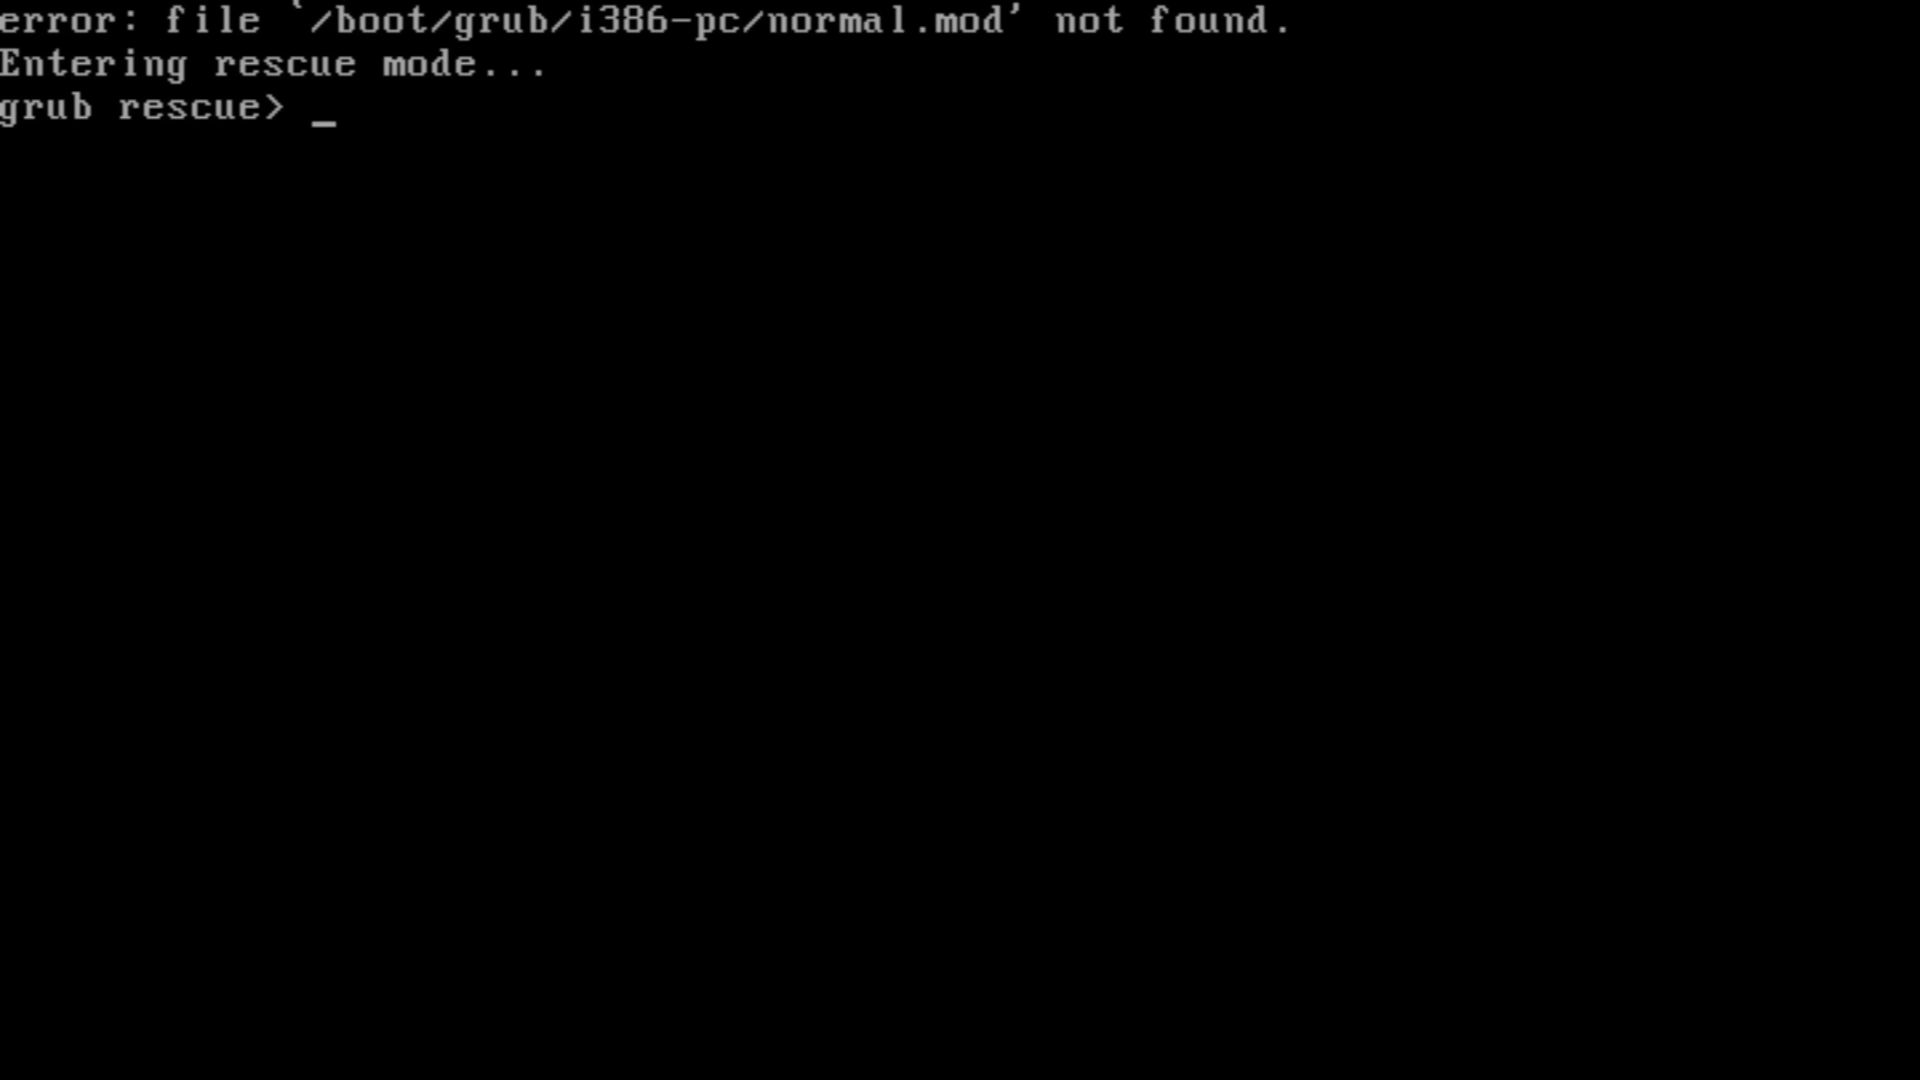 error: file `/boot/grub/i386-pc/normal.mod' not found.
Entering rescue mode...
grub rescue> _